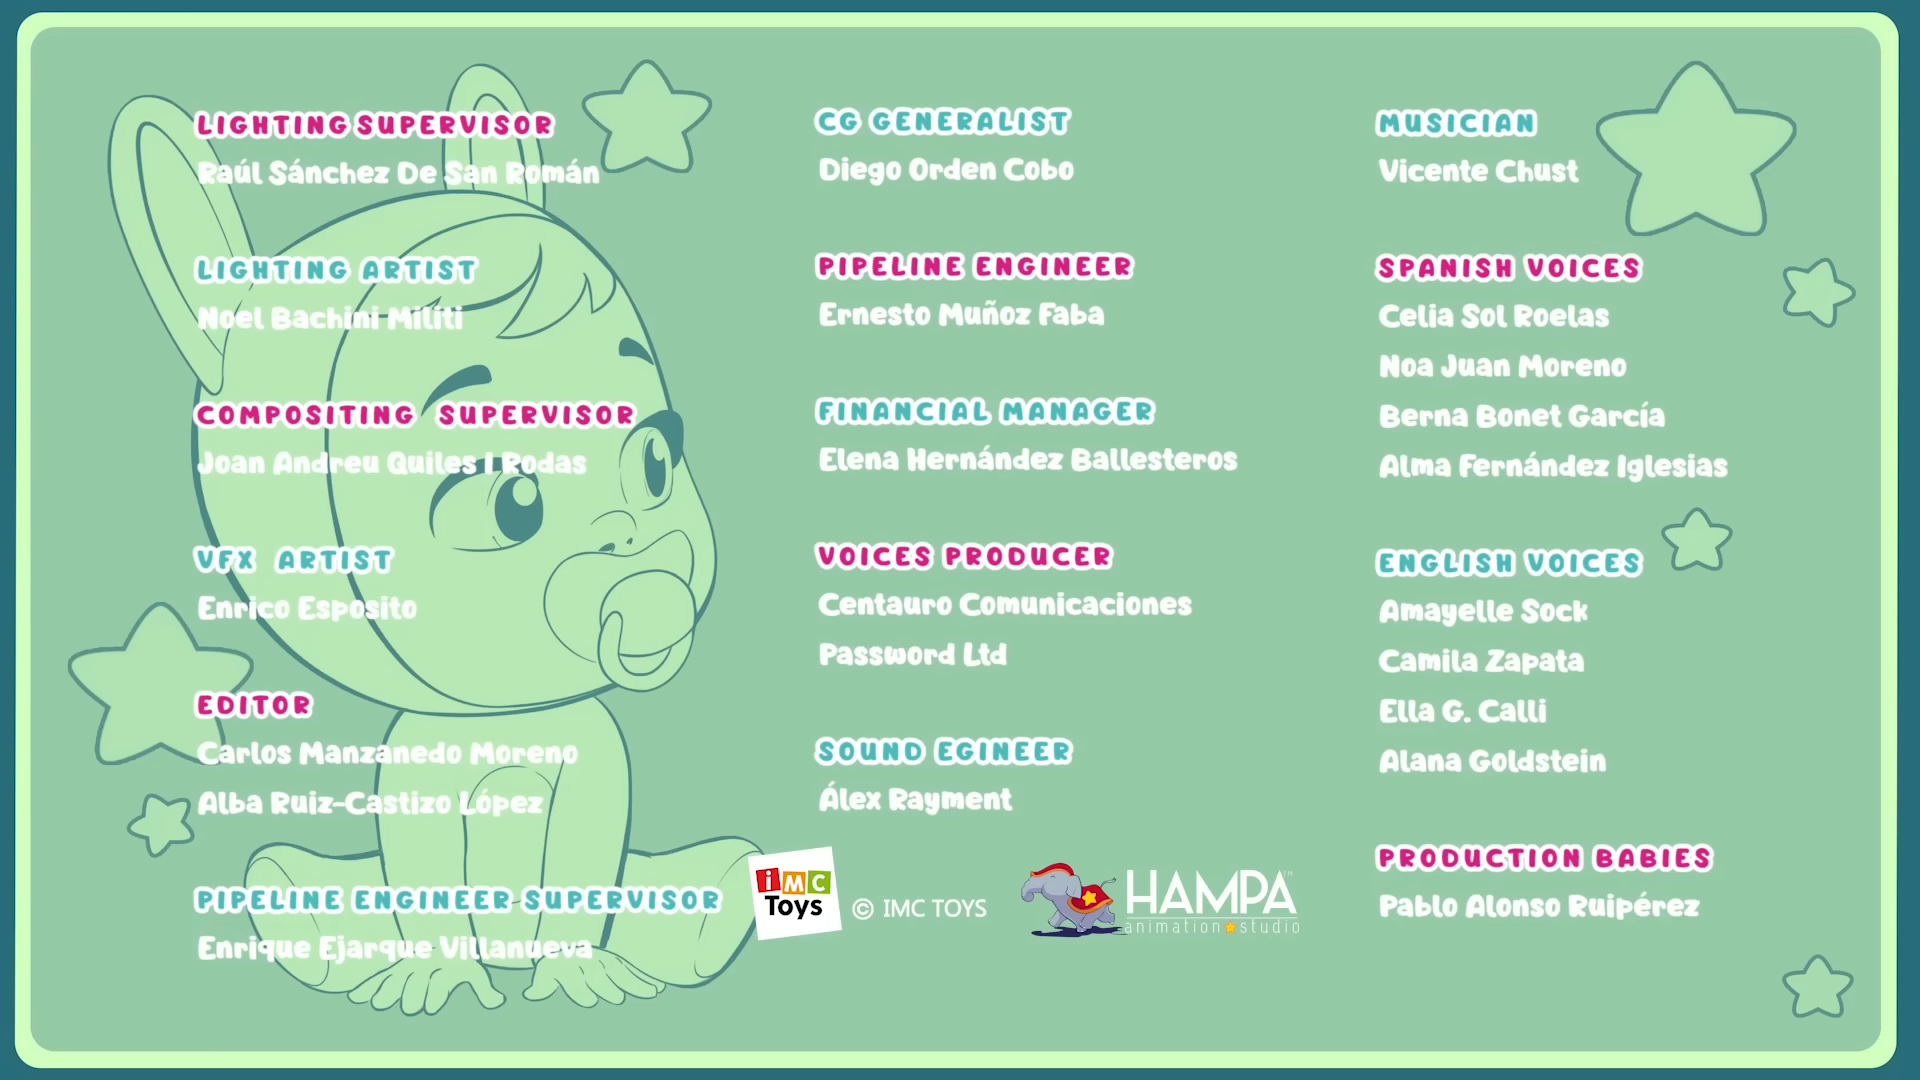 LIGHTING SUPERVISOR
Raúl Sánchez De San Román
LIGHTING ARTIST
Noel Bachini Militi
COMPOSITING SUPERVISOR
Joan Andreu Quiles I Rodas
VFX ARTIST
Enrico Esposito
EDITOR
Carlos Manzanedo Moreno
Alba Ruiz-Castizo López
PIPELINE ENGINEER SUPERVISOR
Enrique Ejarque Villanueva
CG GENERALIST
Diego Orden Cobo
PIPELINE ENGINEER
Ernesto Muñoz Faba
FINANCIAL MANAGER
Elena Hernández Ballesteros
VOICES PRODUCER
Centauro Comunicaciones
Password Ltd
SOUND EGINEER
Álex Rayment
iMC
Toys
© IMC TOYS
HAMPA™
animation studio
MUSICIAN
Vicente Chust
SPANISH VOICES
Celia Sol Roelas
Noa Juan Moreno
Berna Bonet García
Alma Fernández Iglesias
ENGLISH VOICES
Amayelle Sock
Camila Zapata
Ella G. Calli
Alana Goldstein
PRODUCTION BABIES
Pablo Alonso Ruipérez